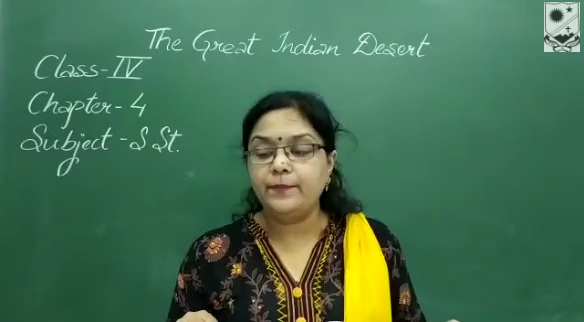 The Great Indian Desert
Class-IV
Chapter-4
Subject-S St.